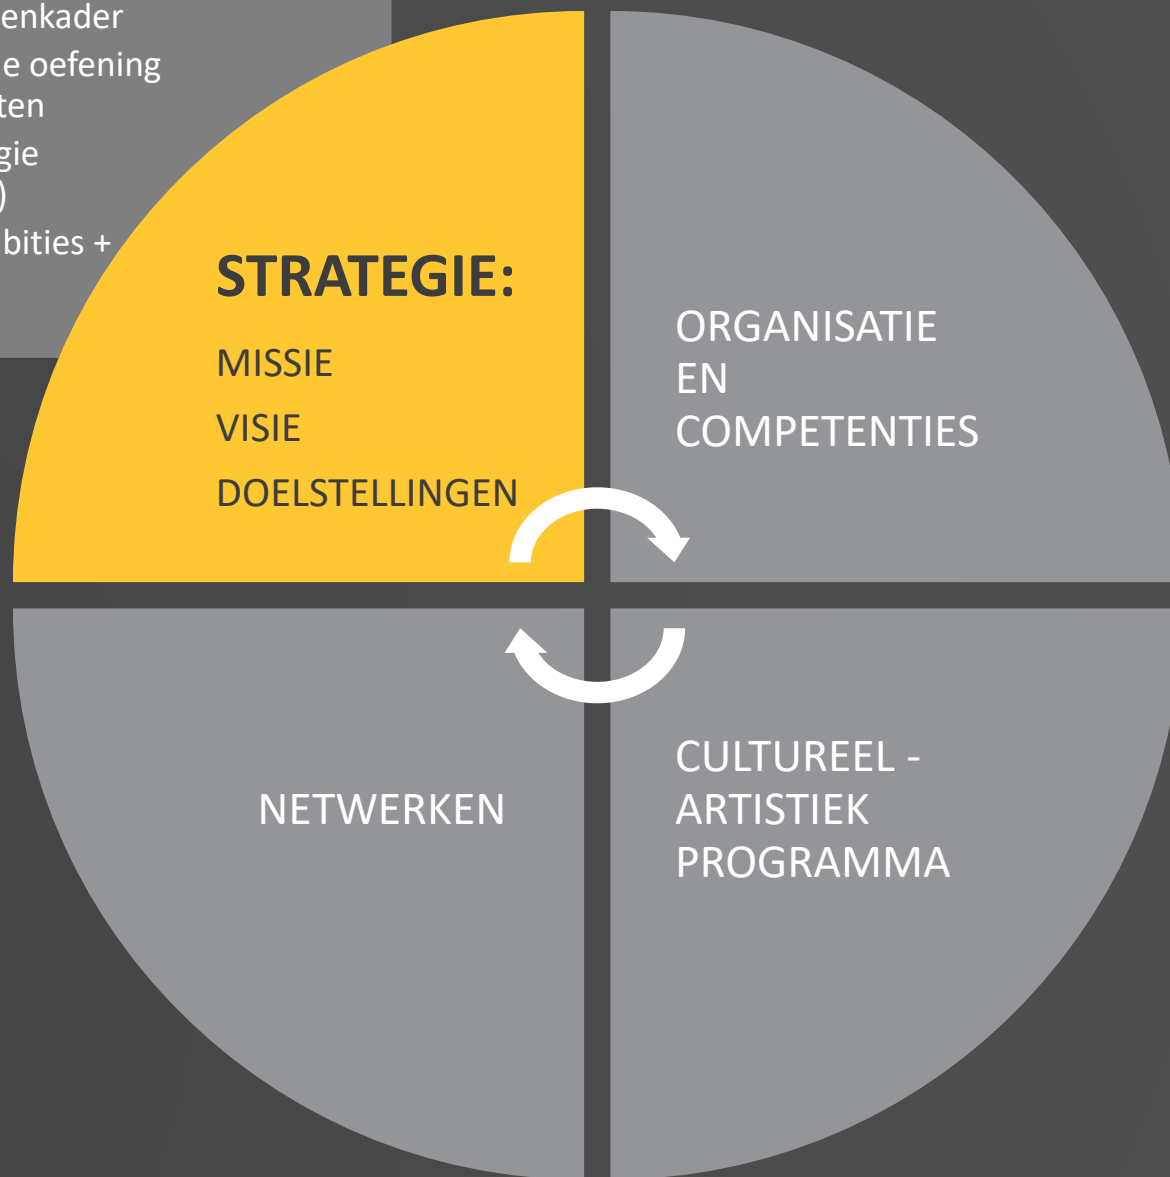 enkader
e oefening
ten
gie
)
bities +
STRATEGIE:
MISSIE
VISIE
DOELSTELLINGEN
ORGANISATIE
EN
COMPETENTIES
NETWERKEN
CULTUREEL -
ARTISTIEK
PROGRAMMA